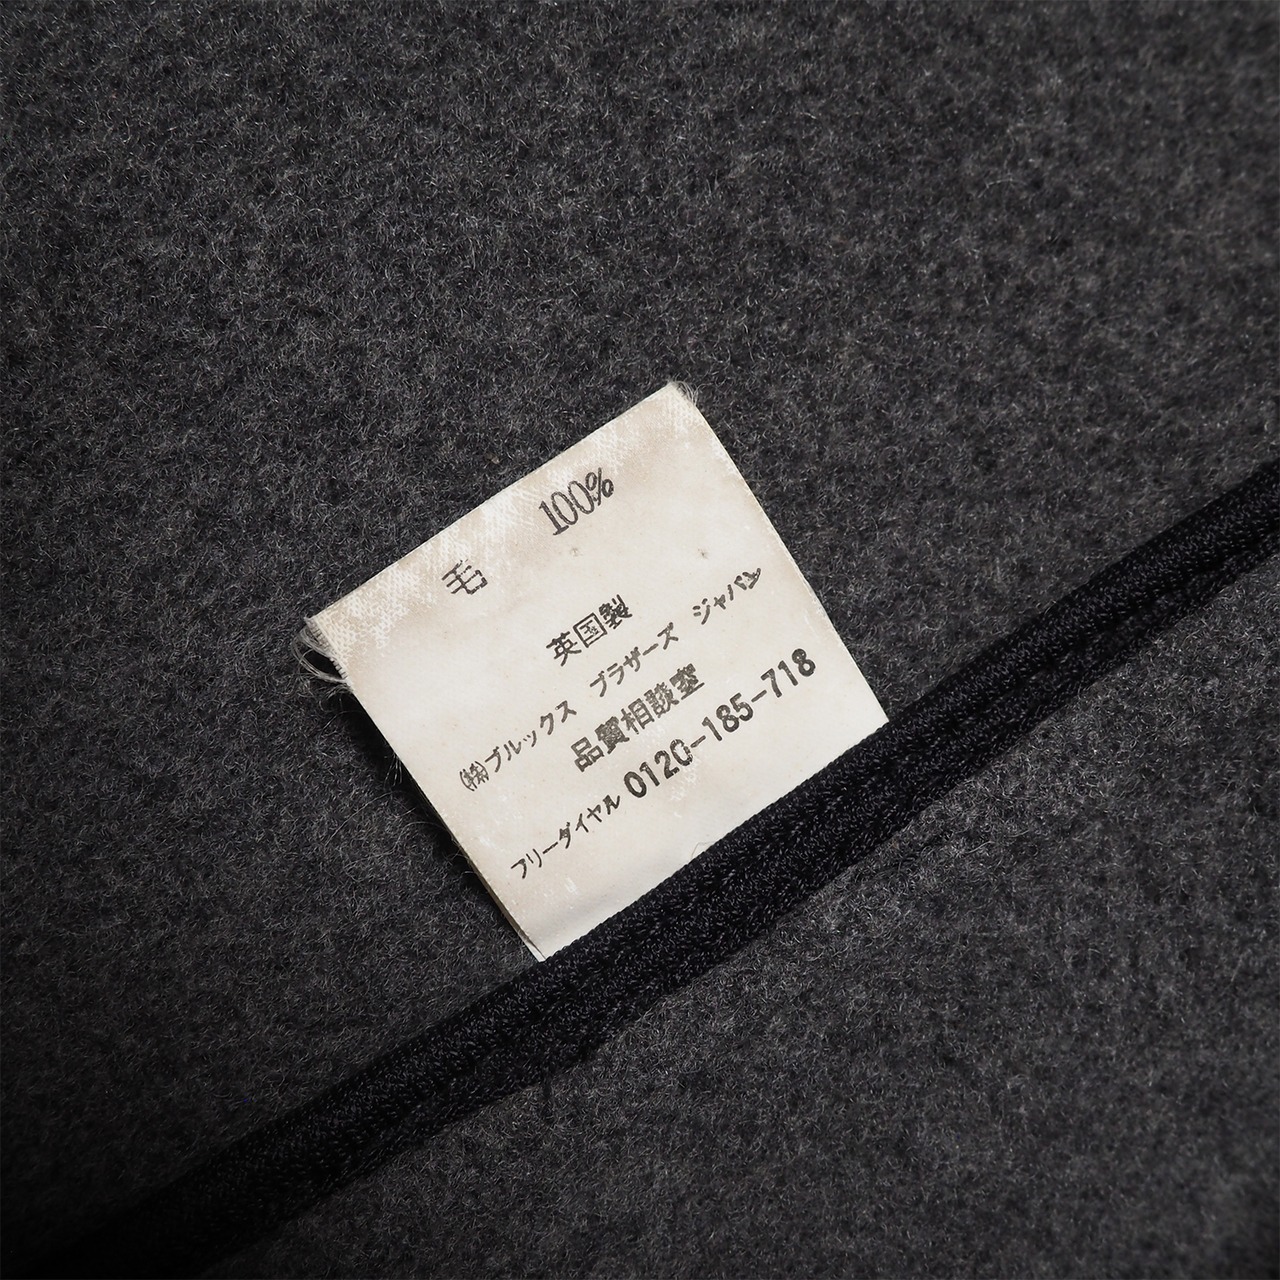 毛 100%
英国製
㈱ブルックス ブラザーズ ジャパン
品質相談室
フリーダイヤル 0120-185-718